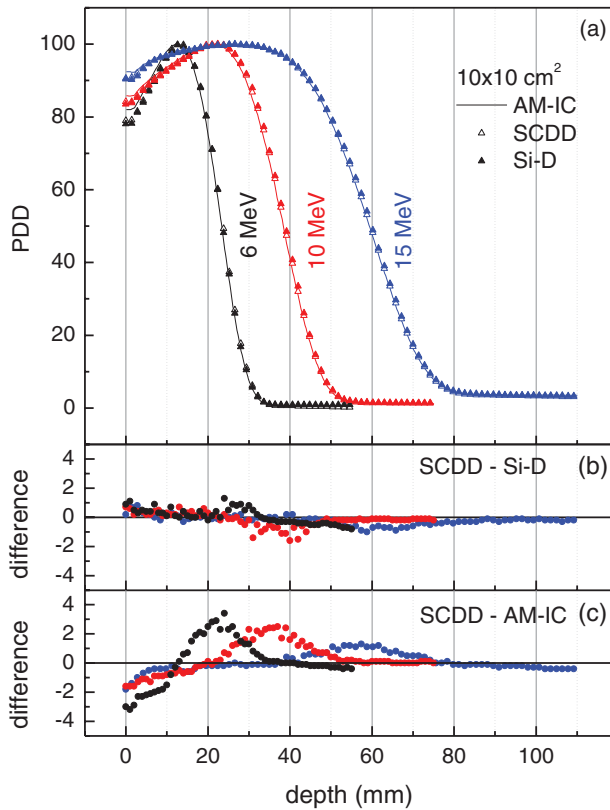 (a)
100
80
60
40
20
0
PDD
10x10 cm²
AM-IC
SCDD
Si-D
6 MeV
10 MeV
15 MeV
4
2
0
-2
-4
difference
SCDD - Si-D
(b)
4
2
0
-2
-4
difference
SCDD - AM-IC
(c)
0 20 40 60 80 100
depth (mm)